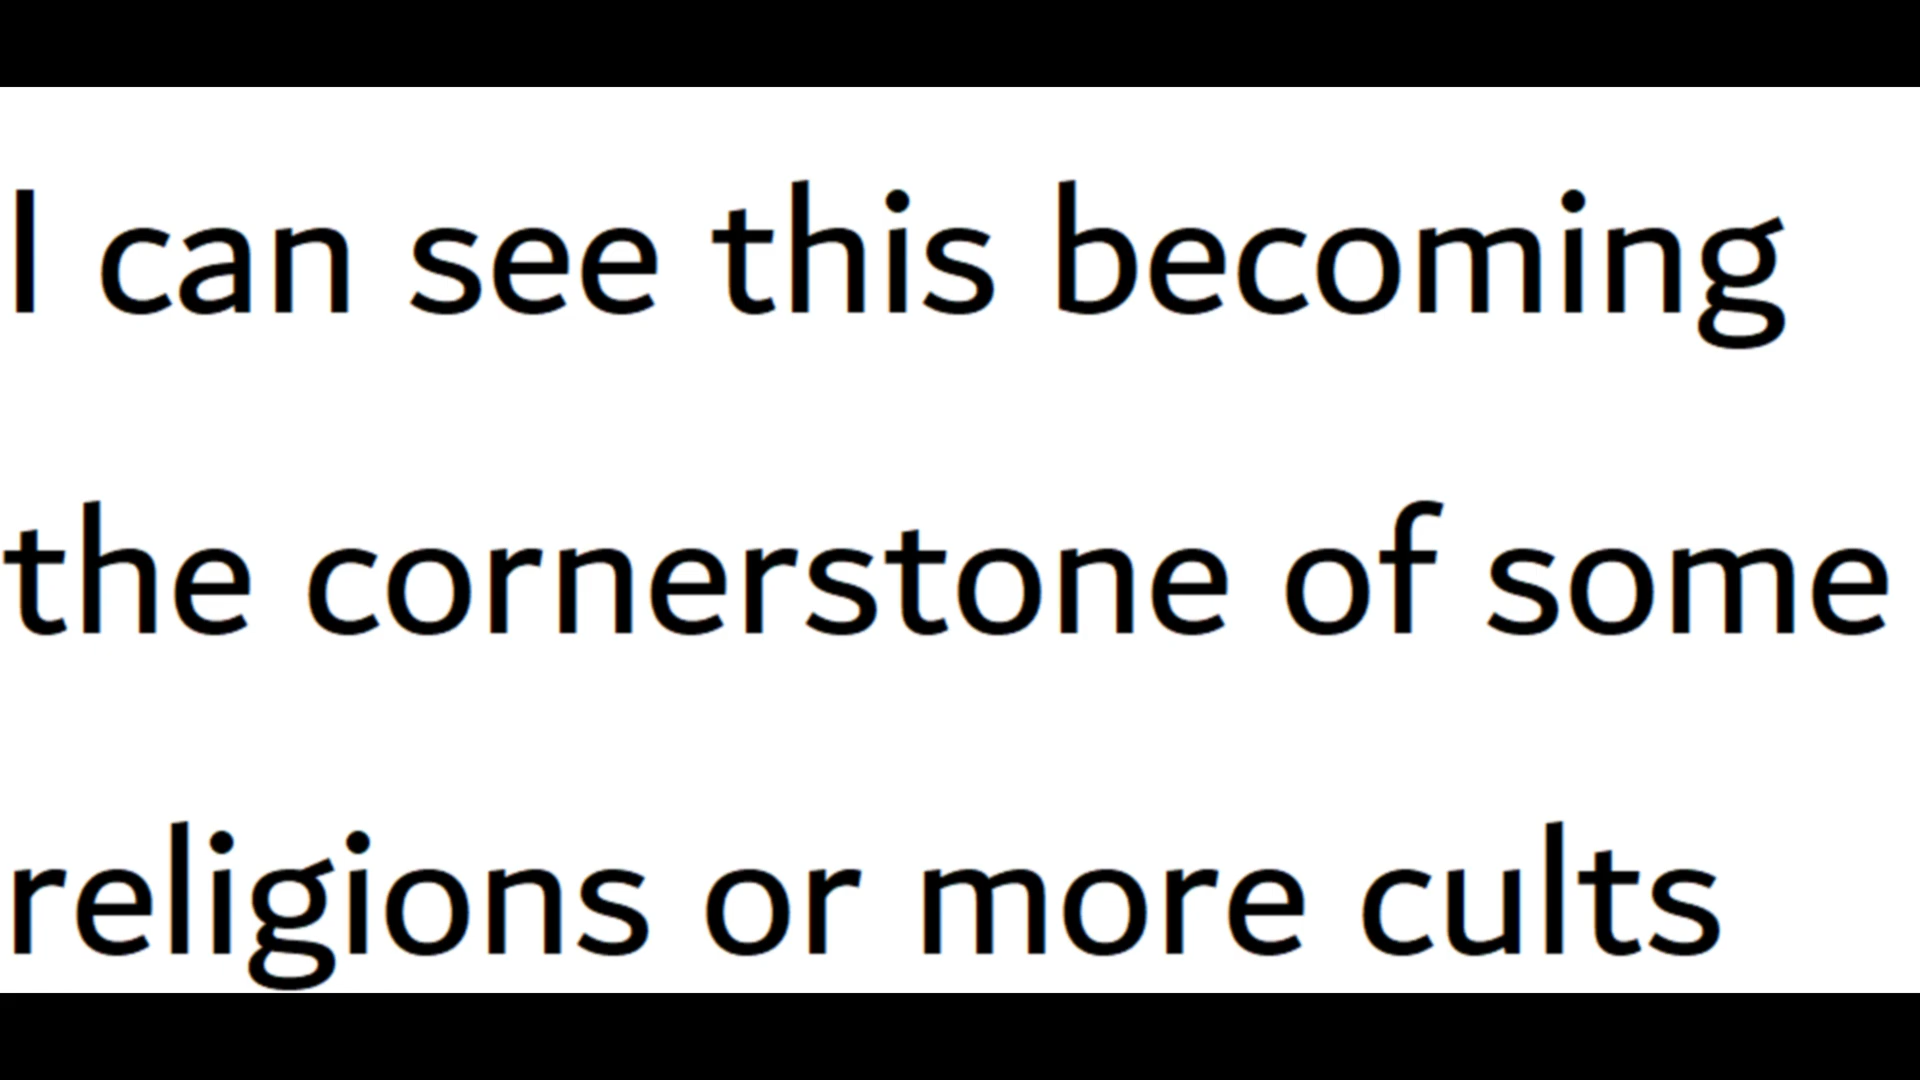 I can see this becoming
the cornerstone of some
religions or more cults